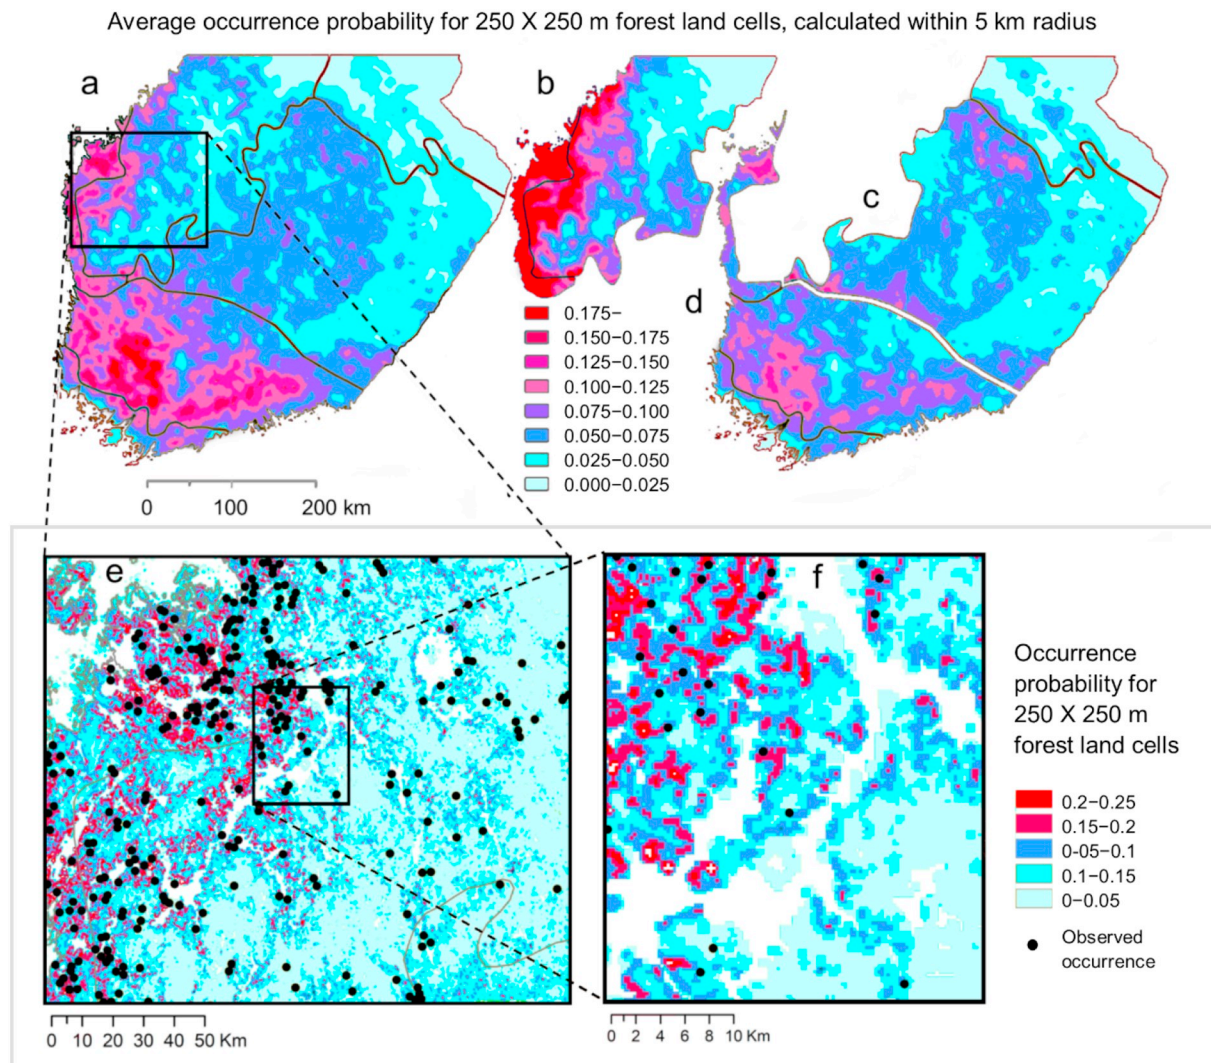 Average occurrence probability for 250 X 250 m forest land cells, calculated within 5 km radius
a
b
c
d
0.175–
0.150–0.175
0.125–0.150
0.100–0.125
0.075–0.100
0.050–0.075
0.025–0.050
0.000–0.025
0 100 200 km
e
f
Occurrence
probability for
250 X 250 m
forest land cells
0.2–0.25
0.15–0.2
0-05–0.1
0.1–0.15
0–0.05
Observed
occurrence
0 10 20 30 40 50 Km
0 2 4 6 8 10 Km